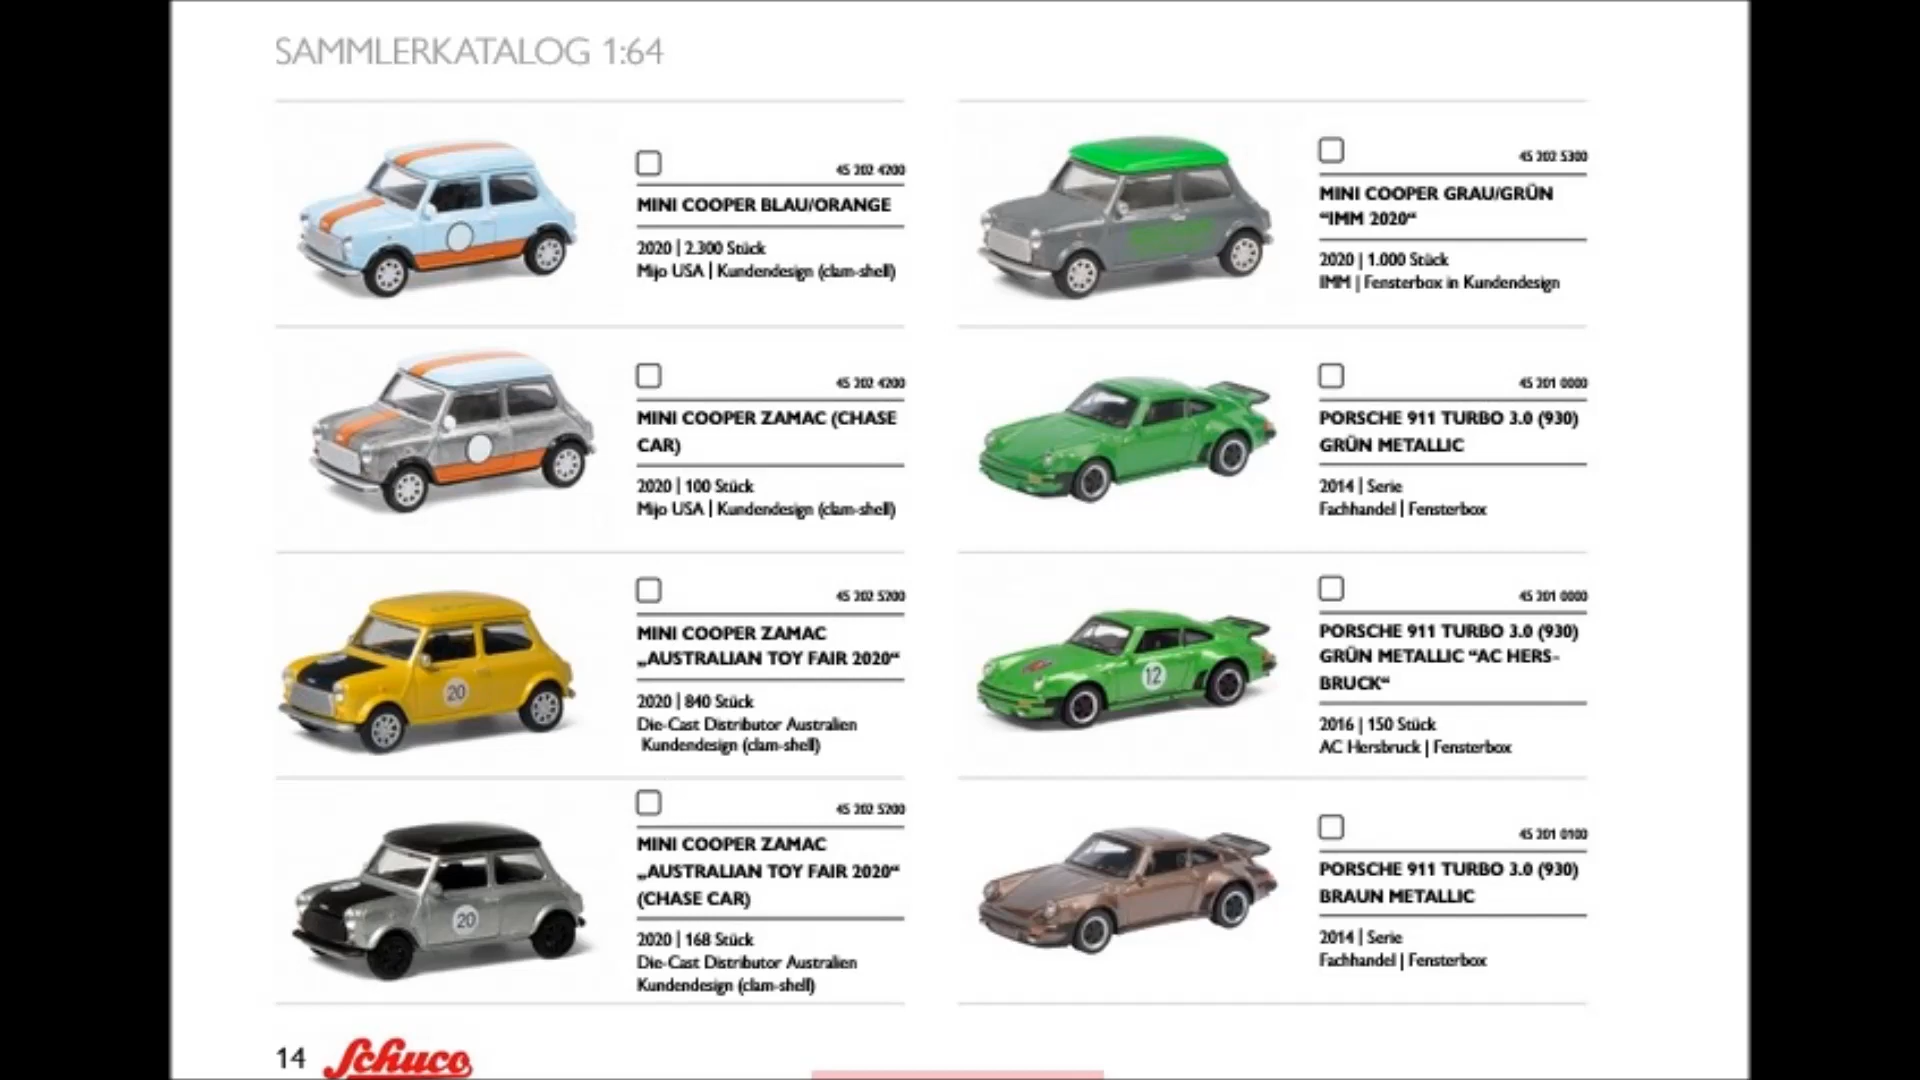 SAMMLERKATALOG 1:64
45 202 4200
MINI COOPER BLAU/ORANGE
2020 | 2.300 Stück
Mijo USA | Kundendesign (clam-shell)
45 202 4200
MINI COOPER ZAMAC (CHASE
CAR)
2020 | 100 Stück
Mijo USA | Kundendesign (clam-shell)
20
45 202 5200
MINI COOPER ZAMAC
„AUSTRALIAN TOY FAIR 2020“
2020 | 840 Stück
Die-Cast Distributor Australien
Kundendesign (clam-shell)
20
45 202 5200
MINI COOPER ZAMAC
„AUSTRALIAN TOY FAIR 2020“
(CHASE CAR)
2020 | 168 Stück
Die-Cast Distributor Australien
Kundendesign (clam-shell)
45 202 5300
MINI COOPER GRAU/GRÜN
“IMM 2020“
2020 | 1.000 Stück
IMM | Fensterbox in Kundendesign
45 201 0000
PORSCHE 911 TURBO 3.0 (930)
GRÜN METALLIC
2014 | Serie
Fachhandel | Fensterbox
12
45 201 0000
PORSCHE 911 TURBO 3.0 (930)
GRÜN METALLIC “AC HERS-
BRUCK“
2016 | 150 Stück
AC Hersbruck | Fensterbox
45 201 0100
PORSCHE 911 TURBO 3.0 (930)
BRAUN METALLIC
2014 | Serie
Fachhandel | Fensterbox
14 Schuco